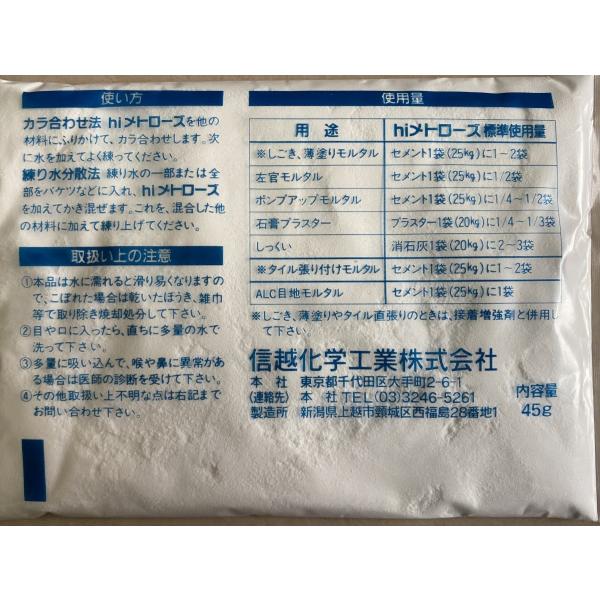 使い方
カラ合わせ法 hiメトローズを他の
材料にふりかけて、カラ合わせします。次
に水を加えてよく練ってください。
練り水分散法 練り水の一部または全
部をバケツなどに入れ、hiメトローズ
を加えてかき混ぜます。これを、混合した他
の材料に加えて練り上げてください。
取扱い上の注意
①本品は水に濡れると滑り易くなりますの
で、こぼれた場合は乾いたぼうき、雑巾
等で取り除き焼却処分して下さい。
②目や口に入ったら、直ちに多量の水で
洗って下さい。
③多量に吸い込んで、喉や鼻に異常があ
る場合は医師の診断を受けて下さい。
④その他取扱い上不明な点は右記まで
お問い合わせ下さい。
使用量
用途 hiメトローズ標準使用量
※しごき、薄塗りモルタル セメント1袋(25kg)に1~2袋
左官モルタル セメント1袋(25kg)に1/2袋
ポンプアップモルタル セメント1袋(25kg)に1/4~1/2袋
石膏プラスター プラスター1袋(20kg)に1/4~1/3袋
しっくい 消石灰1袋(20kg)に2~3袋
※タイル張り付けモルタル セメント1袋(25kg)に1~2袋
ALC目地モルタル セメント1袋(25kg)に1袋
※しごき、薄塗りやタイル直張りのときは、接着増強剤と併用し
て下さい。
信越化学工業株式会社
本社 東京都千代田区大手町2-6-1
(連絡先) 本社 TEL(03)3246-5261
製造所 新潟県上越市頸城区西福島28番地1
内容量
45g